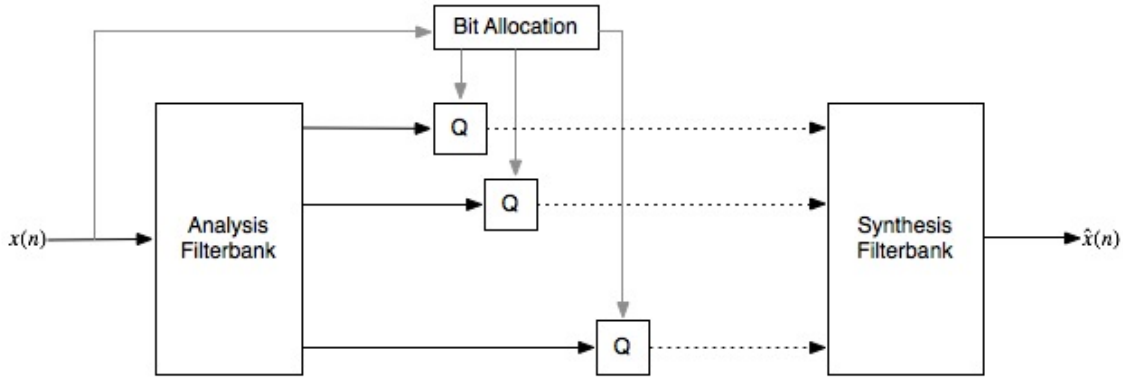 Bit Allocation
Q
Q
Analysis
Filterbank
Synthesis
Filterbank
x(n)
x̂(n)
Q